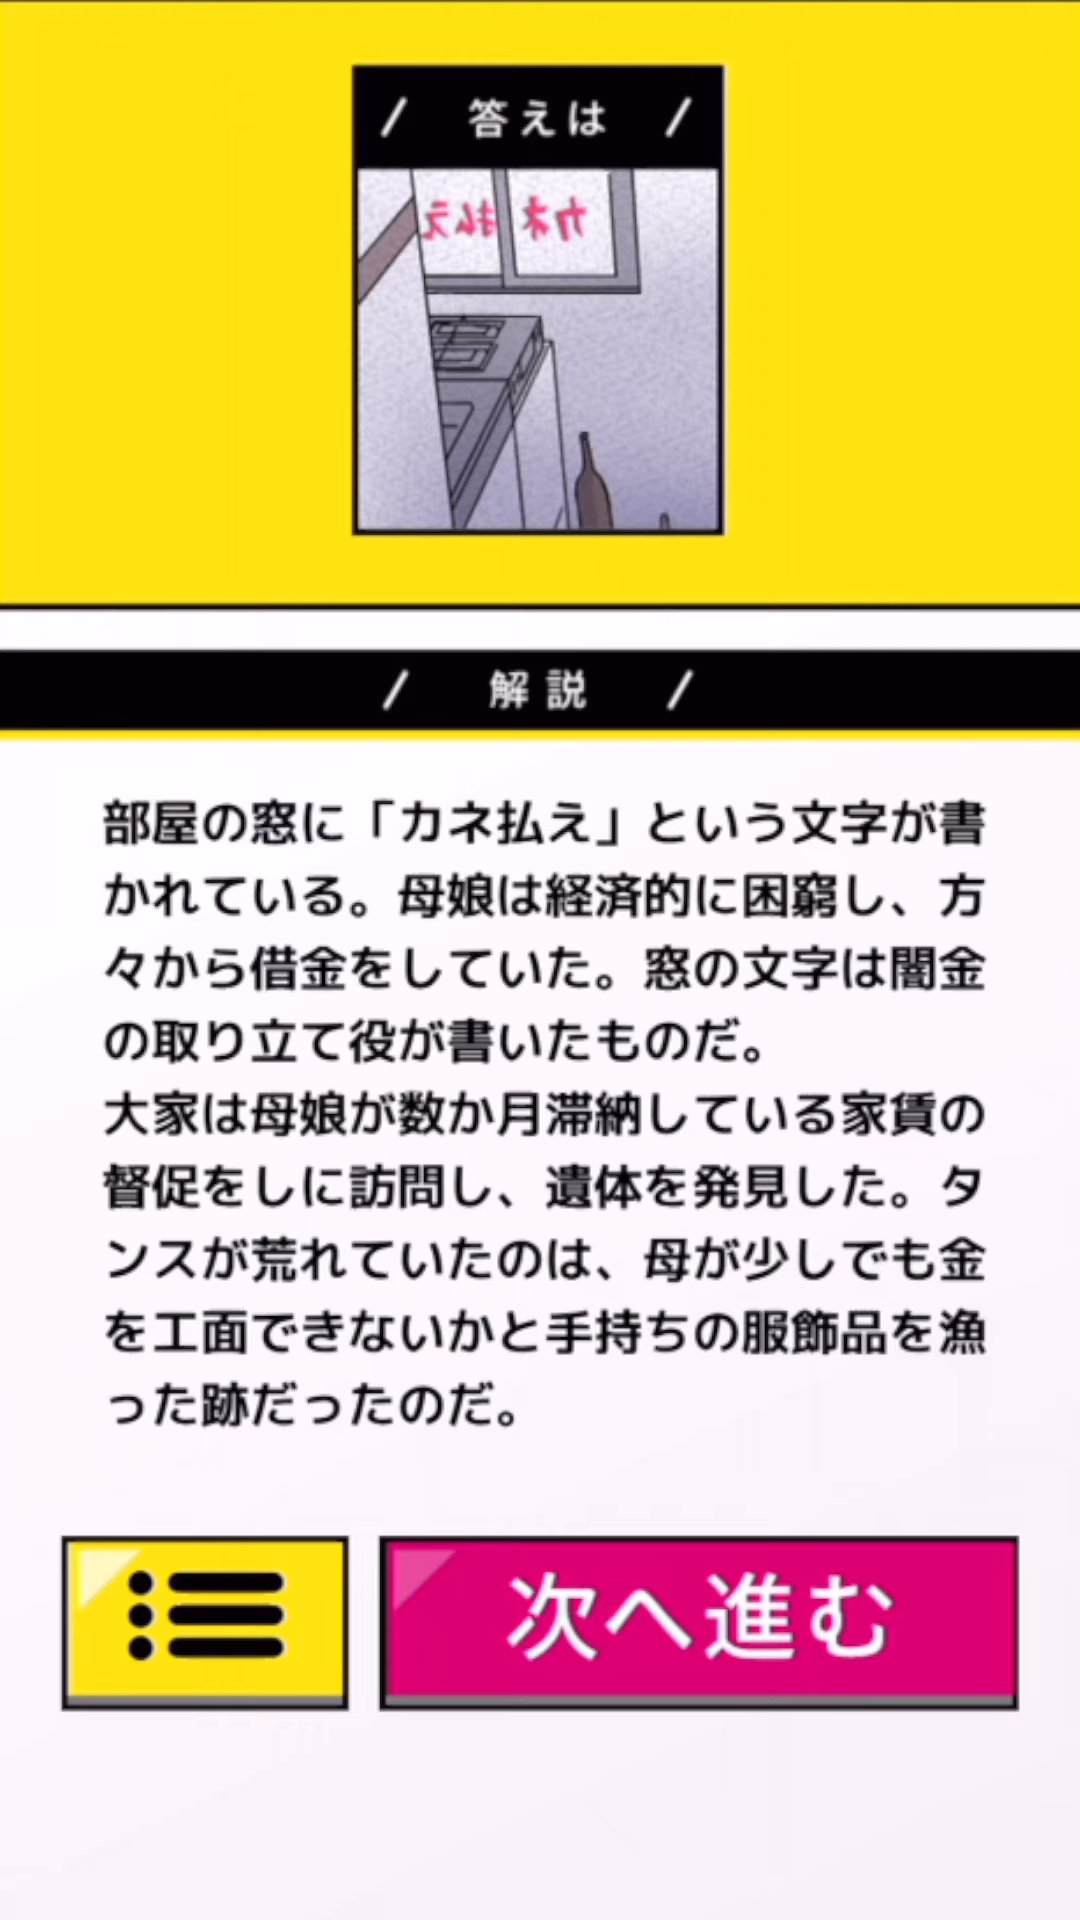 / 答えは /
カネ払え
/ 解説 /
部屋の窓に「カネ払え」という文字が書
かれている。母娘は経済的に困窮し、方
々から借金をしていた。窓の文字は闇金
の取り立て役が書いたものだ。
大家は母娘が数か月滞納している家賃の
督促をしに訪問し、遺体を発見した。タ
ンスが荒れていたのは、母が少しでも金
を工面できないかと手持ちの服飾品を漁
った跡だったのだ。
次へ進む